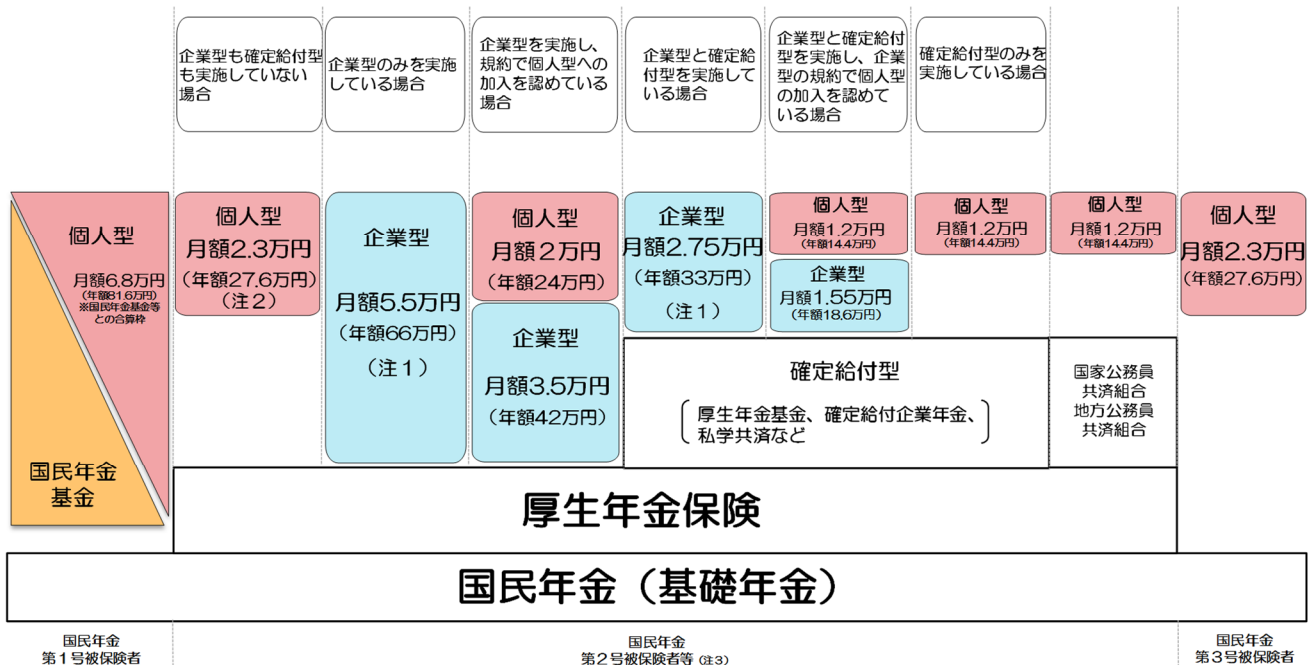 企業型も確定給付型
も実施していない
場合
企業型のみを実施
している場合
企業型を実施し、
規約で個人型への
加入を認めている
場合
企業型と確定給
付型を実施して
いる場合
企業型と確定給付
型を実施し、企業
型の規約で個人型
の加入を認めて
いる場合
確定給付型のみを
実施している場合
個人型
月額6.8万円
(年額81.6万円)
※国民年金基金等
との合算枠
国民年金
基金
個人型
月額2.3万円
(年額27.6万円)
(注2)
企業型
月額5.5万円
(年額66万円)
(注1)
個人型
月額2万円
(年額24万円)
企業型
月額3.5万円
(年額42万円)
企業型
月額2.75万円
(年額33万円)
(注1)
個人型
月額1.2万円
(年額14.4万円)
企業型
月額1.55万円
(年額18.6万円)
個人型
月額1.2万円
(年額14.4万円)
個人型
月額1.2万円
(年額14.4万円)
個人型
月額2.3万円
(年額27.6万円)
確定給付型
厚生年金基金、確定給付企業年金、
私学共済など
国家公務員
共済組合
地方公務員
共済組合
厚生年金保険
国民年金(基礎年金)
国民年金
第1号被保険者
国民年金
第2号被保険者等(注3)
国民年金
第3号被保険者